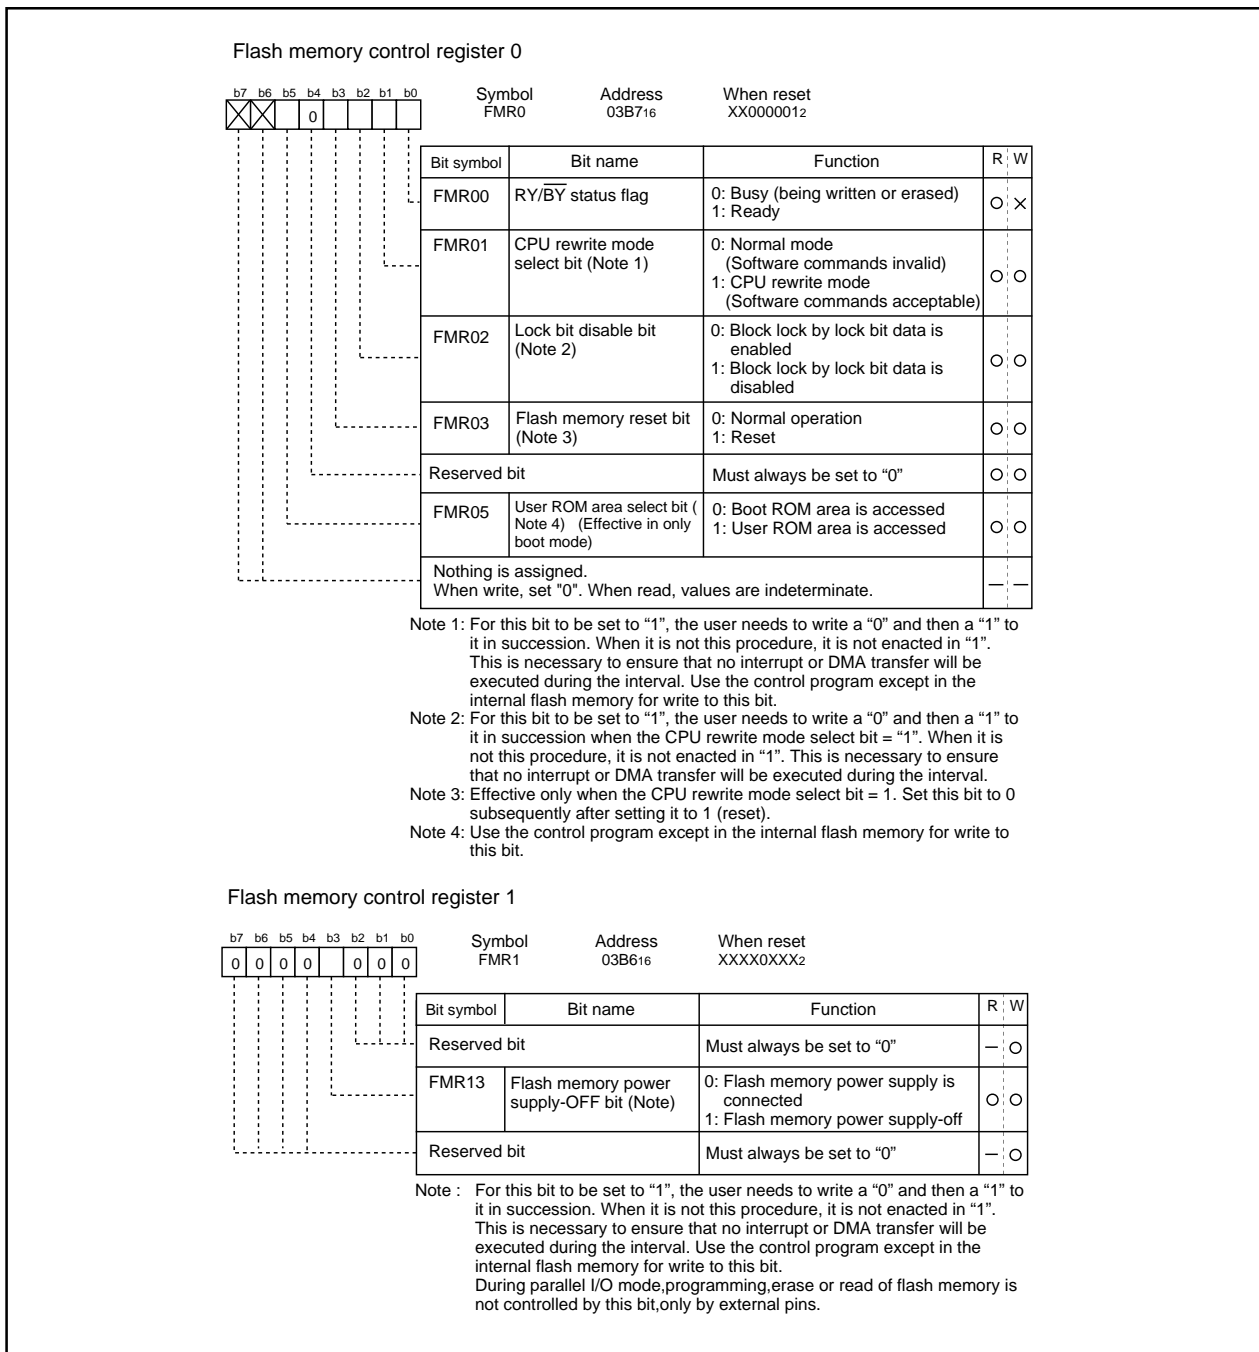 Flash memory control register 0
b7 b6 b5 b4 b3 b2 b1 b0
Symbol Address When reset
FMR0 03B716 XX0000012
0
Bit symbol Bit name Function R W
FMR00 RY/BY status flag 0: Busy (being written or erased)
1: Ready
FMR01 CPU rewrite mode 0: Normal mode
select bit (Note 1) (Software commands invalid)
1: CPU rewrite mode
(Software commands acceptable)
FMR02 Lock bit disable bit 0: Block lock by lock bit data is
(Note 2) enabled
1: Block lock by lock bit data is
disabled
FMR03 Flash memory reset bit 0: Normal operation
(Note 3) 1: Reset
Reserved bit Must always be set to “0”
FMR05 User ROM area select bit ( 0: Boot ROM area is accessed
Note 4) (Effective in only 1: User ROM area is accessed
boot mode)
Nothing is assigned.
When write, set "0". When read, values are indeterminate.
Note 1: For this bit to be set to “1”, the user needs to write a “0” and then a “1” to
it in succession. When it is not this procedure, it is not enacted in “1”.
This is necessary to ensure that no interrupt or DMA transfer will be
executed during the interval. Use the control program except in the
internal flash memory for write to this bit.
Note 2: For this bit to be set to “1”, the user needs to write a “0” and then a “1” to
it in succession when the CPU rewrite mode select bit = “1”. When it is
not this procedure, it is not enacted in “1”. This is necessary to ensure
that no interrupt or DMA transfer will be executed during the interval.
Note 3: Effective only when the CPU rewrite mode select bit = 1. Set this bit to 0
subsequently after setting it to 1 (reset).
Note 4: Use the control program except in the internal flash memory for write to
this bit.
Flash memory control register 1
b7 b6 b5 b4 b3 b2 b1 b0
Symbol Address When reset
FMR1 03B616 XXXX0XXX2
0 0 0 0 0 0 0
Bit symbol Bit name Function R W
Reserved bit Must always be set to “0”
FMR13 Flash memory power 0: Flash memory power supply is
supply-OFF bit (Note) connected
1: Flash memory power supply-off
Reserved bit Must always be set to “0”
Note : For this bit to be set to “1”, the user needs to write a “0” and then a “1” to
it in succession. When it is not this procedure, it is not enacted in “1”.
This is necessary to ensure that no interrupt or DMA transfer will be
executed during the interval. Use the control program except in the
internal flash memory for write to this bit.
During parallel I/O mode,programming,erase or read of flash memory is
not controlled by this bit,only by external pins.